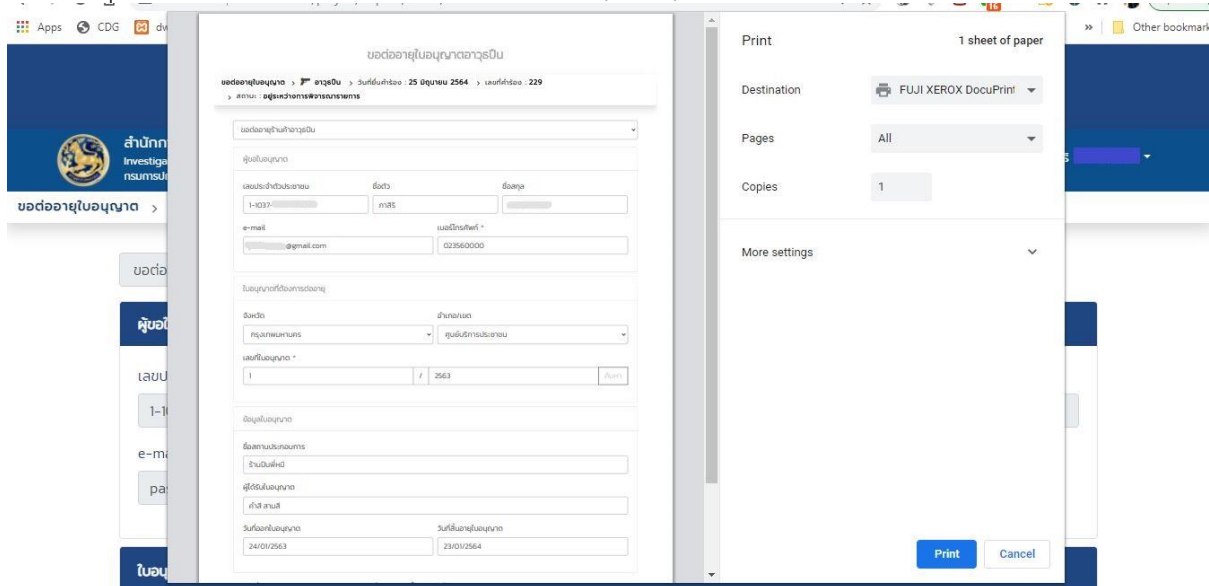 Apps CDG dw » Other bookmark
ขอต่ออายุใบอนุญาตอาวุธปืน
ขอต่ออายุใบอนุญาต > อาวุธปืน > วันที่ยื่นคำร้อง : 25 มิถุนายน 2564 > เลขที่คำร้อง : 229
> สถานะ : อยู่ระหว่างการพิจารณารายการ
ขอต่ออายุร้านค้าอาวุธปืน
ผู้ขอใบอนุญาต
เลขประจำตัวประชาชน ชื่อตัว ชื่อสกุล
1-1037- ภาสิริ
e-mail เบอร์โทรศัพท์ *
@gmail.com 023560000
ใบอนุญาตที่ต้องการต่ออายุ
จังหวัด อำเภอ/เขต
กรุงเทพมหานคร ศูนย์บริการประชาชน
เลขที่ใบอนุญาต *
1 / 2563 ค้นหา
ข้อมูลใบอนุญาต
ชื่อสถานประกอบการ
ร้านปืนพี่หมี
ผู้ได้รับใบอนุญาต
คำสี สามสี
วันที่ออกใบอนุญาต วันที่สิ้นอายุใบอนุญาต
24/01/2563 23/01/2564
Print 1 sheet of paper
Destination FUJI XEROX DocuPrint
Pages All
Copies 1
More settings
Print Cancel
สำนักก
Investiga
กรมการป
ขอต่ออายุใบอนุญาต >
ขอต่อ
ผู้ขอใ
เลขป
1-10
e-ma
pa
ใบอนุ